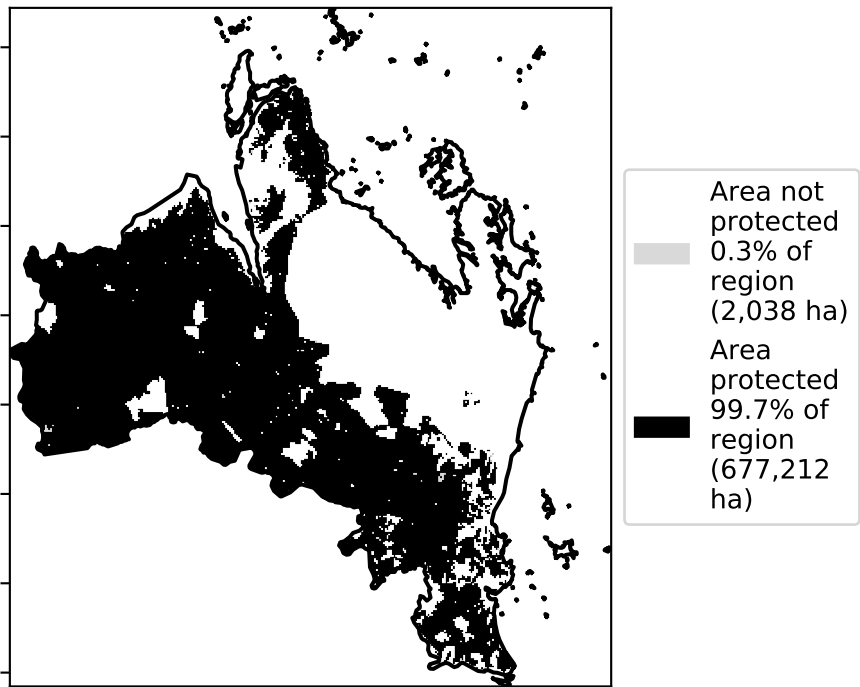 Area not
protected
0.3% of
region
(2,038 ha)
Area
protected
99.7% of
region
(677,212
ha)